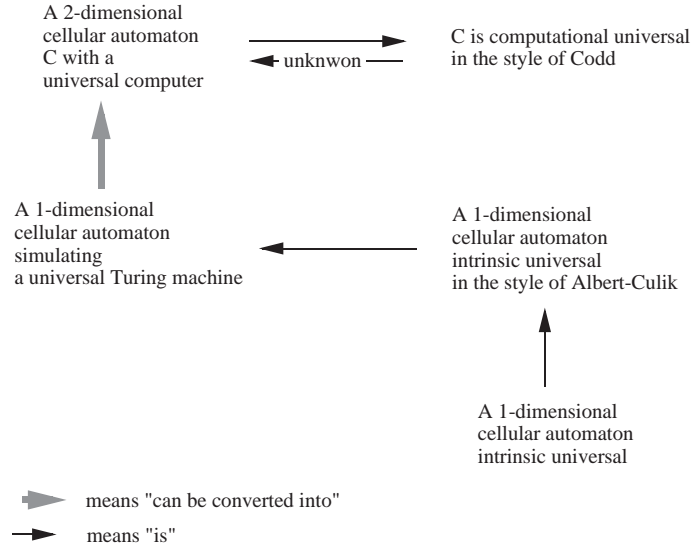 A 2-dimensional
cellular automaton
C with a
universal computer
unknwon
C is computational universal
in the style of Codd
A 1-dimensional
cellular automaton
simulating
a universal Turing machine
A 1-dimensional
cellular automaton
intrinsic universal
in the style of Albert-Culik
A 1-dimensional
cellular automaton
intrinsic universal
means "can be converted into"
means "is"